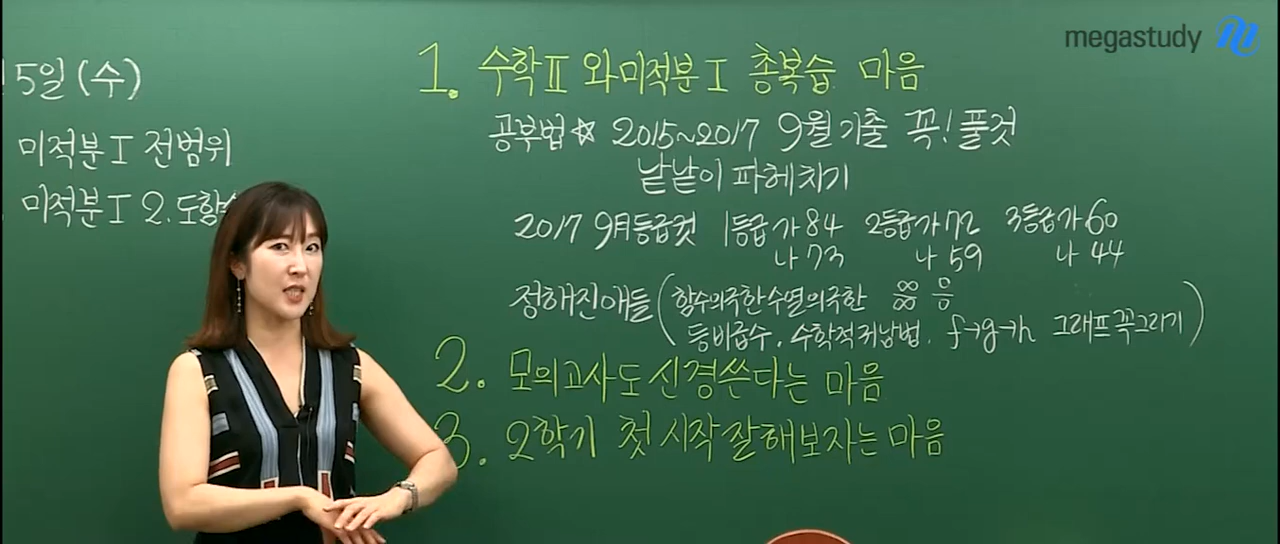 megastudy
5일 (수)
미적분Ⅰ 전범위
미적분Ⅰ 2. 도함수
1. 수학Ⅱ 와 미적분Ⅰ 총복습 마음
공부법☆ 2015~2017 9월 기출 꼭! 풀것
낱낱이 파헤치기
2017 9月등급컷 1등급 가 84 2등급 가 72 3등급 가 60
나 73 나 59 나 44
정해진애들 (함수의극한 수열의극한 ∞/∞ 0/0
등비급수. 수학적귀납법. f→g→h 그래프 꼭그리기)
2. 모의고사도 신경쓴다는 마음
3. 2학기 첫 시작 잘해보자는 마음